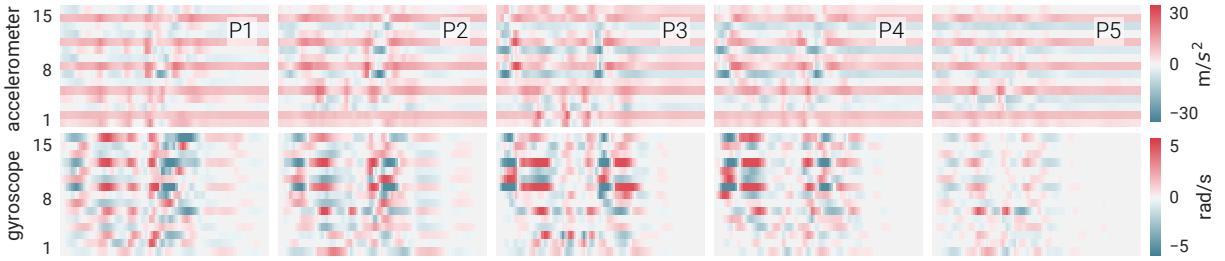 accelerometer
15
8
1
P1
P2
P3
P4
P5
30
0
−30
m/s²
gyroscope
15
8
1
5
0
−5
rad/s